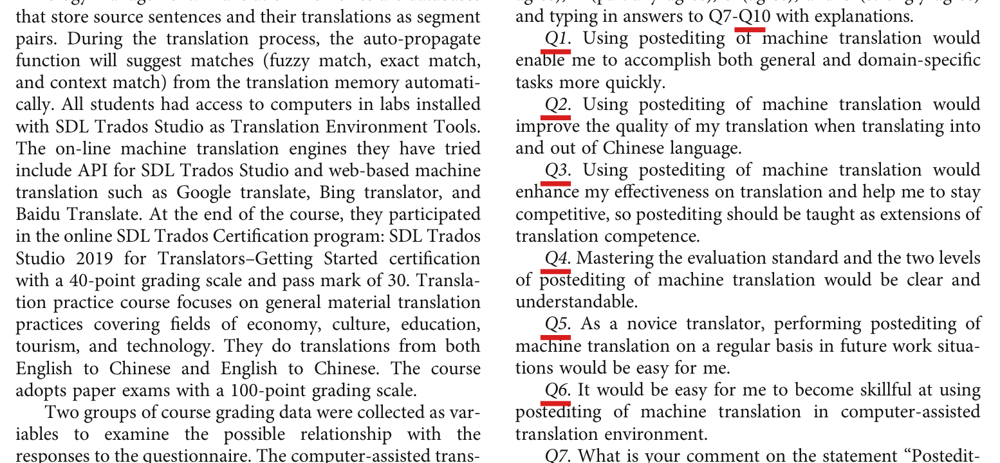 that store source sentences and their translations as segment
pairs. During the translation process, the auto-propagate
function will suggest matches (fuzzy match, exact match,
and context match) from the translation memory automati-
cally. All students had access to computers in labs installed
with SDL Trados Studio as Translation Environment Tools.
The on-line machine translation engines they have tried
include API for SDL Trados Studio and web-based machine
translation such as Google translate, Bing translator, and
Baidu Translate. At the end of the course, they participated
in the online SDL Trados Certification program: SDL Trados
Studio 2019 for Translators–Getting Started certification
with a 40-point grading scale and pass mark of 30. Transla-
tion practice course focuses on general material translation
practices covering fields of economy, culture, education,
tourism, and technology. They do translations from both
English to Chinese and English to Chinese. The course
adopts paper exams with a 100-point grading scale.
Two groups of course grading data were collected as var-
iables to examine the possible relationship with the
responses to the questionnaire. The computer-assisted trans-
and typing in answers to Q7-Q10 with explanations.
Q1. Using postediting of machine translation would
enable me to accomplish both general and domain-specific
tasks more quickly.
Q2. Using postediting of machine translation would
improve the quality of my translation when translating into
and out of Chinese language.
Q3. Using postediting of machine translation would
enhance my effectiveness on translation and help me to stay
competitive, so postediting should be taught as extensions of
translation competence.
Q4. Mastering the evaluation standard and the two levels
of postediting of machine translation would be clear and
understandable.
Q5. As a novice translator, performing postediting of
machine translation on a regular basis in future work situa-
tions would be easy for me.
Q6. It would be easy for me to become skillful at using
postediting of machine translation in computer-assisted
translation environment.
Q7. What is your comment on the statement “Postedit-